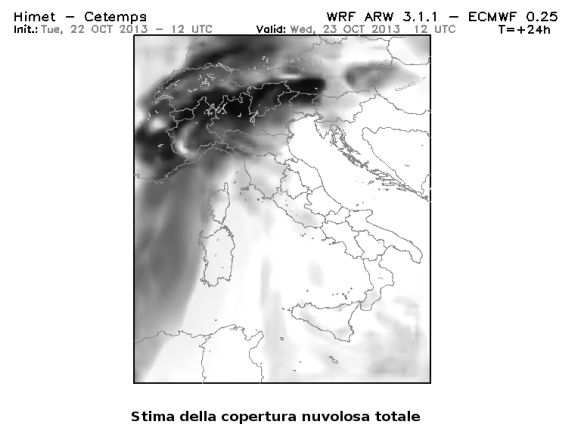 Himet – Cetemps WRF ARW 3.1.1 – ECMWF 0.25
Init.: Tue, 22 OCT 2013 – 12 UTC Valid: Wed, 23 OCT 2013 12 UTC T=+24h
Stima della copertura nuvolosa totale